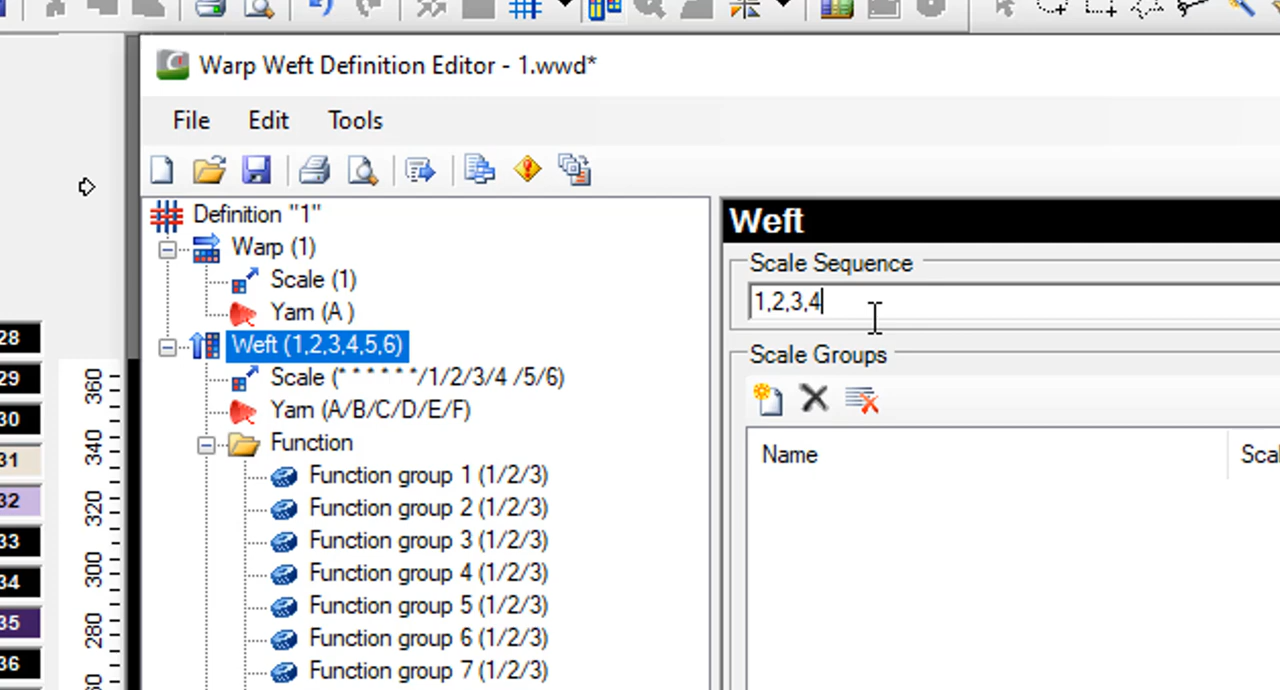 Warp Weft Definition Editor - 1.wwd*
File Edit Tools
Definition "1"
Warp (1)
Scale (1)
Yarn (A )
Weft (1,2,3,4,5,6)
Scale (* * * * * */1/2/3/4 /5/6)
Yarn (A/B/C/D/E/F)
Function
Function group 1 (1/2/3)
Function group 2 (1/2/3)
Function group 3 (1/2/3)
Function group 4 (1/2/3)
Function group 5 (1/2/3)
Function group 6 (1/2/3)
Function group 7 (1/2/3)
Weft
Scale Sequence
1,2,3,4
Scale Groups
Name
28
29
30
31
32
33
34
35
36
360
340
320
300
280